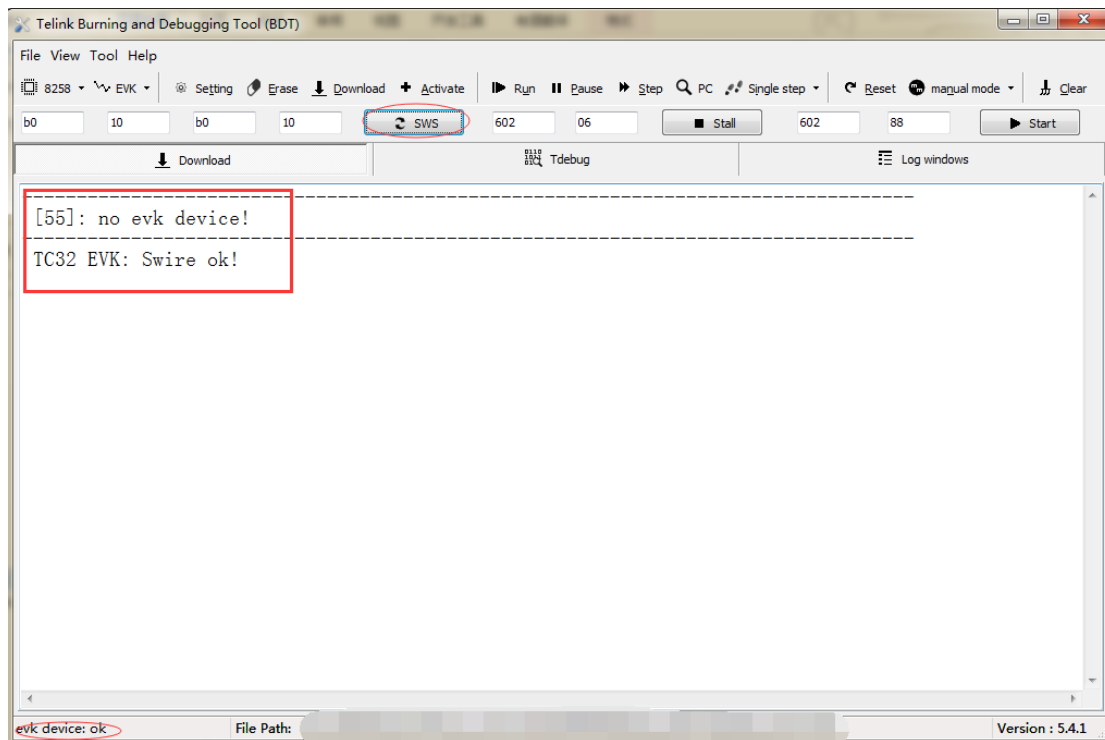 Telink Burning and Debugging Tool (BDT)
File View Tool Help
8258 EVK Setting Erase Download Activate Run Pause Step PC Single step Reset manual mode Clear
b0 10 b0 10 SWS 602 06 Stall 602 88 Start
Download Tdebug Log windows
[55]: no evk device!
TC32 EVK: Swire ok!
evk device: ok File Path: Version : 5.4.1